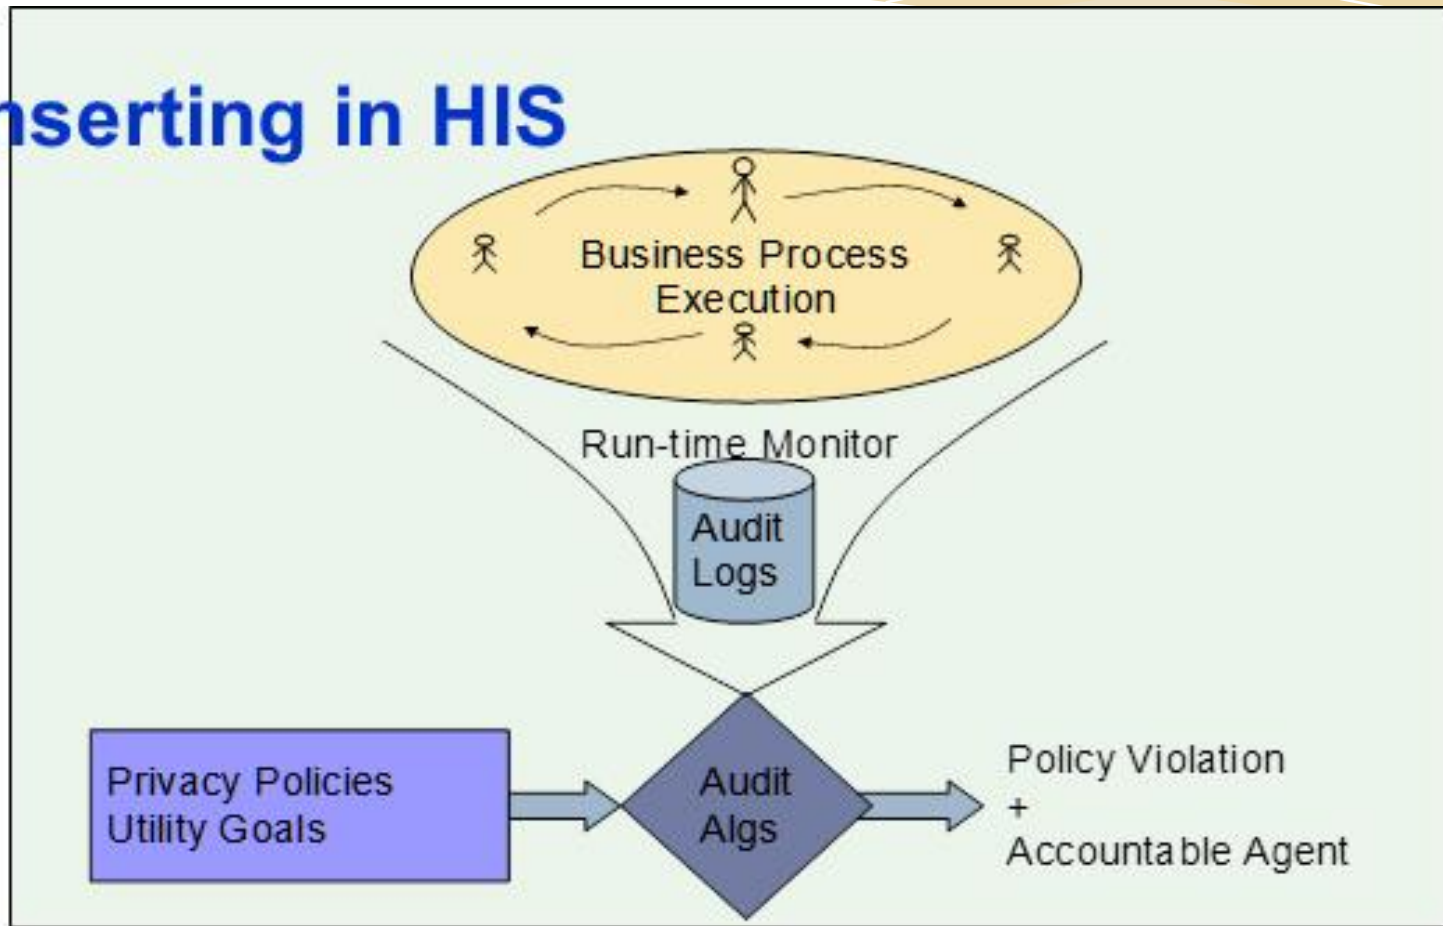 nserting in HIS
Business Process
Execution
Run-time Monitor
Audit
Logs
Privacy Policies
Utility Goals
Audit
Algs
Policy Violation
+
Accountable Agent